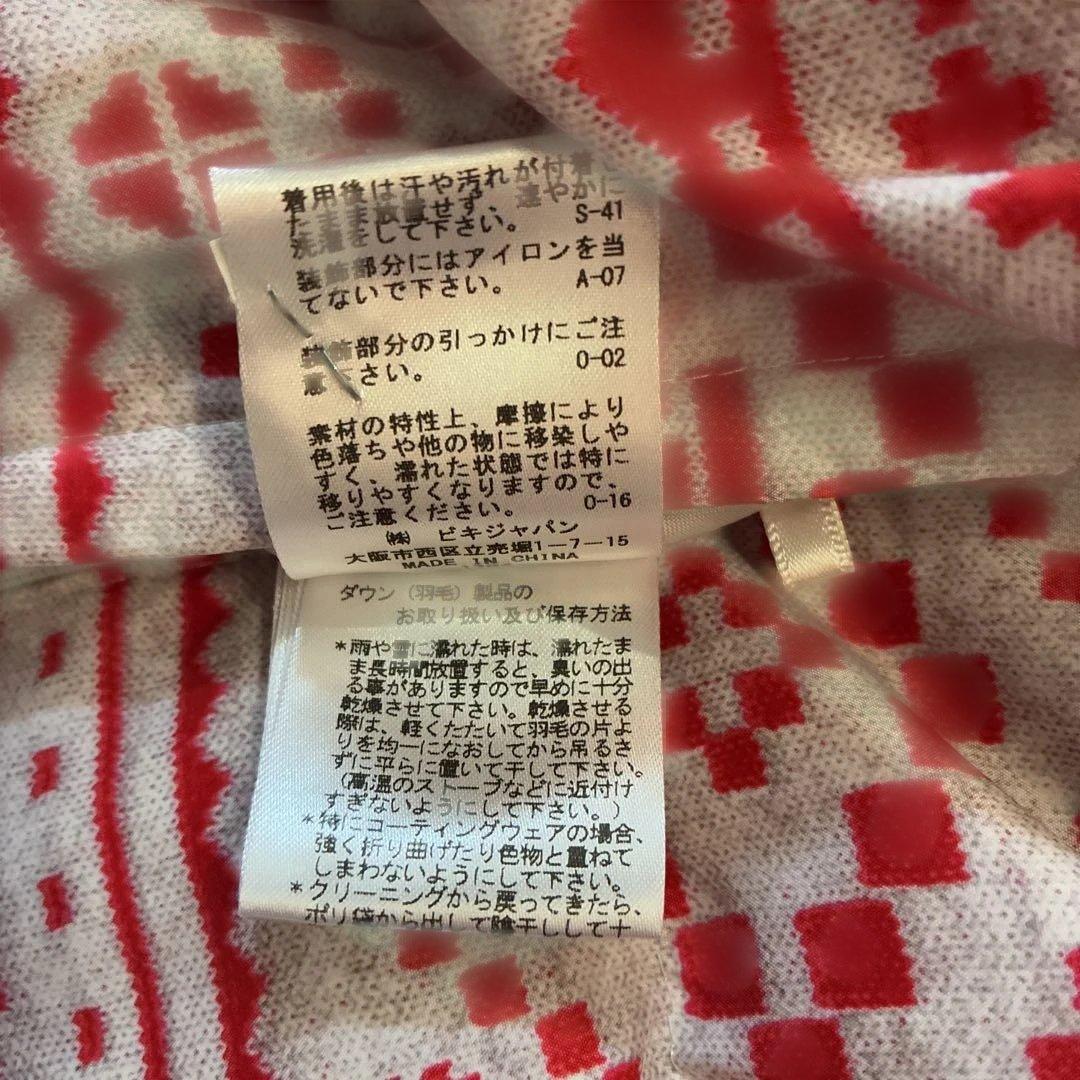 着用後は汗や汚れが付着し
たまま放置せず、速やかに
洗濯をして下さい。 S-41
装飾部分にはアイロンを当
てないで下さい。 A-07
装飾部分の引っかけにご注
意ください。 0-02
素材の特性上、摩擦により
色落ちや他の物に移染しや
すく、濡れた状態では特に
移りやすくなりますので、
ご注意ください。 0-16
㈱ ビキジャパン
大阪市西区立売堀1-7-15
MADE IN CHINA
ダウン（羽毛）製品の
お取り扱い及び保存方法
*雨や雪に濡れた時は、濡れたま
ま長時間放置すると、臭いの出
る事がありますので早めに十分
乾燥させて下さい。乾燥させる
際は、軽くたたいて羽毛の片よ
りを均一になおしてから吊るさ
ずに平らに置いて干して下さい。
（高温のストーブなどに近付け
すぎないようにして下さい。）
*特にコーティングウェアの場合、
強く折り曲げたり色物と重ねて
しまわないようにして下さい。
*クリーニングから戻ってきたら、
ポリ袋から出して陰干しして十